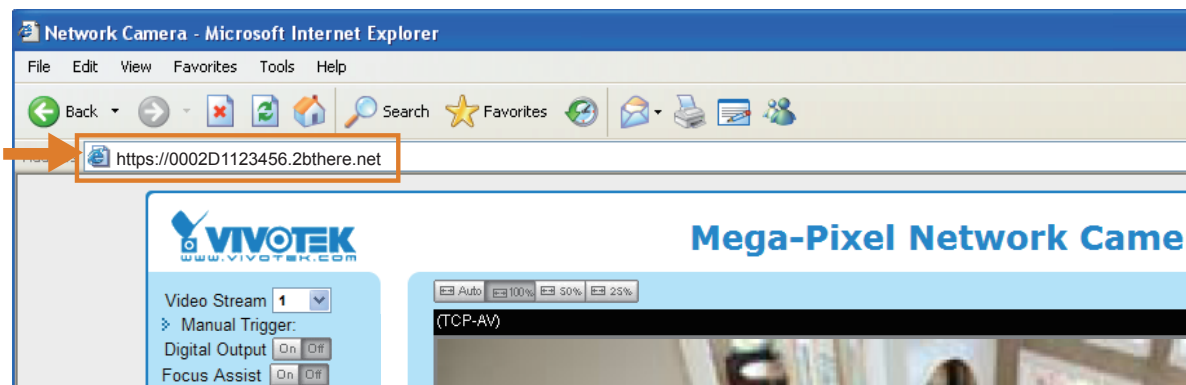 Network Camera - Microsoft Internet Explorer
File Edit View Favorites Tools Help
Back Search Favorites
https://0002D1123456.2bthere.net
VIVOTEK
www.vivotek.com
Mega-Pixel Network Came
Video Stream 1
Manual Trigger:
Digital Output On Off
Focus Assist On Off
Auto 100% 50% 25%
(TCP-AV)